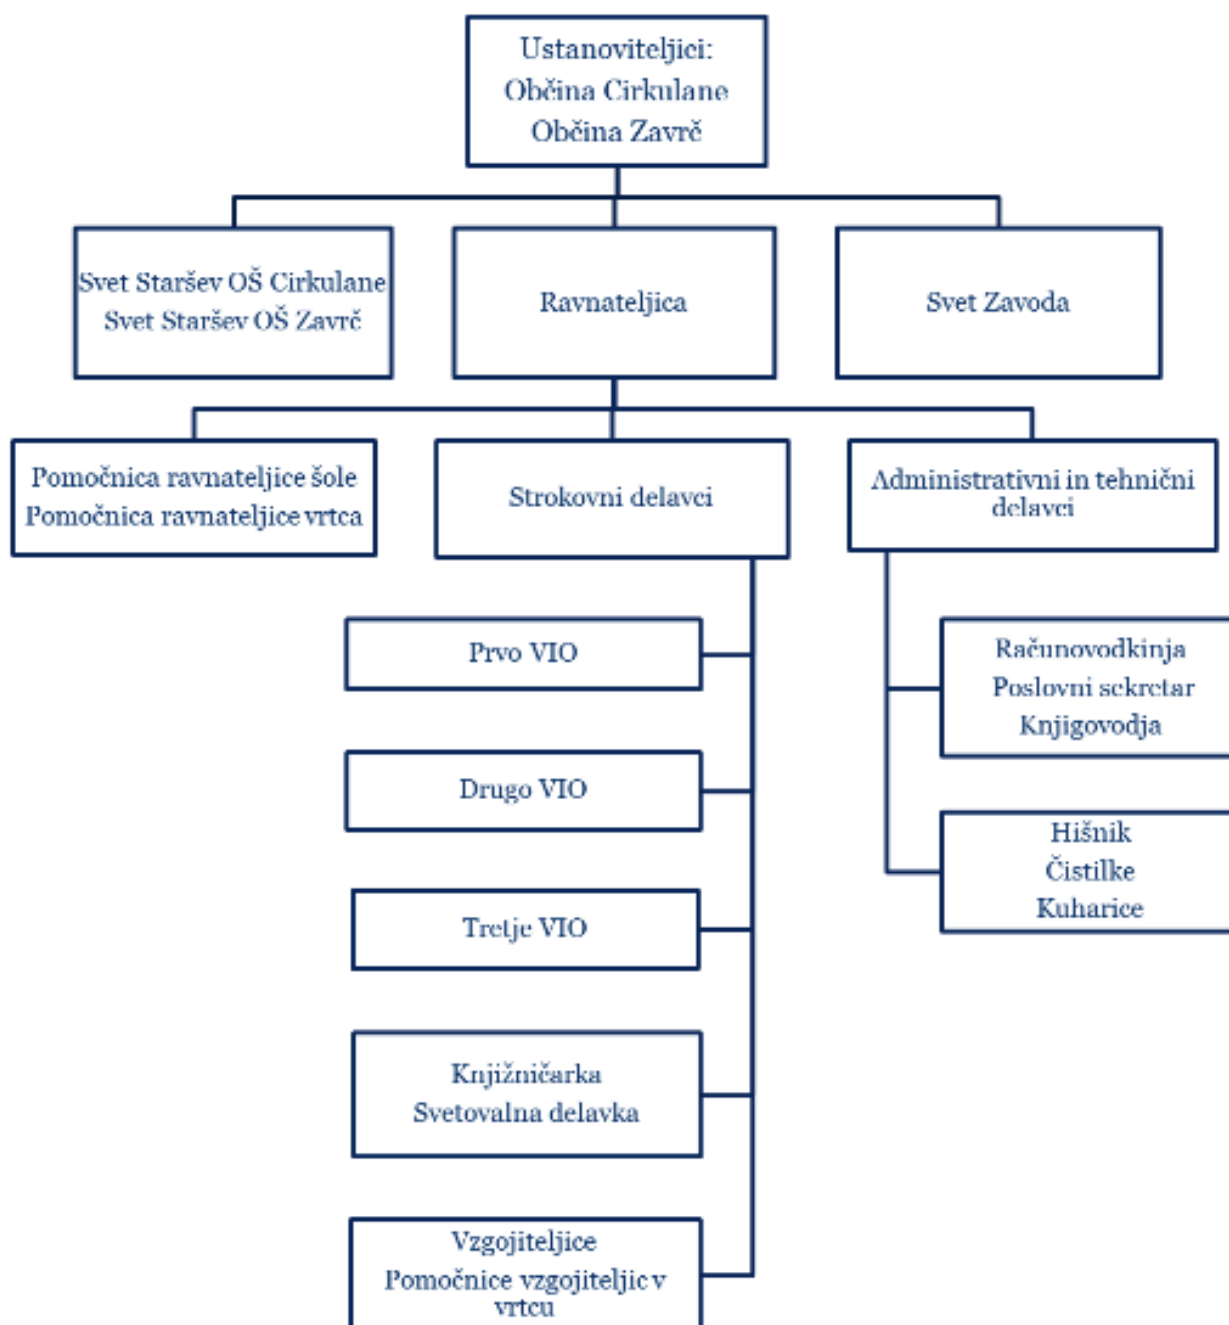 Ustanoviteljici:
Občina Cirkulane
Občina Zavrč
Svet Staršev OŠ Cirkulane
Svet Staršev OŠ Zavrč
Ravnateljica
Svet Zavoda
Pomočnica ravnateljice šole
Pomočnica ravnateljice vrtca
Strokovni delavci
Administrativni in tehnični
delavci
Prvo VIO
Drugo VIO
Tretje VIO
Knjižničarka
Svetovalna delavka
Vzgojiteljice
Pomočnice vzgojiteljic v
vrtcu
Računovodkinja
Poslovni sekretar
Knjigovodja
Hišnik
Čistilke
Kuharice